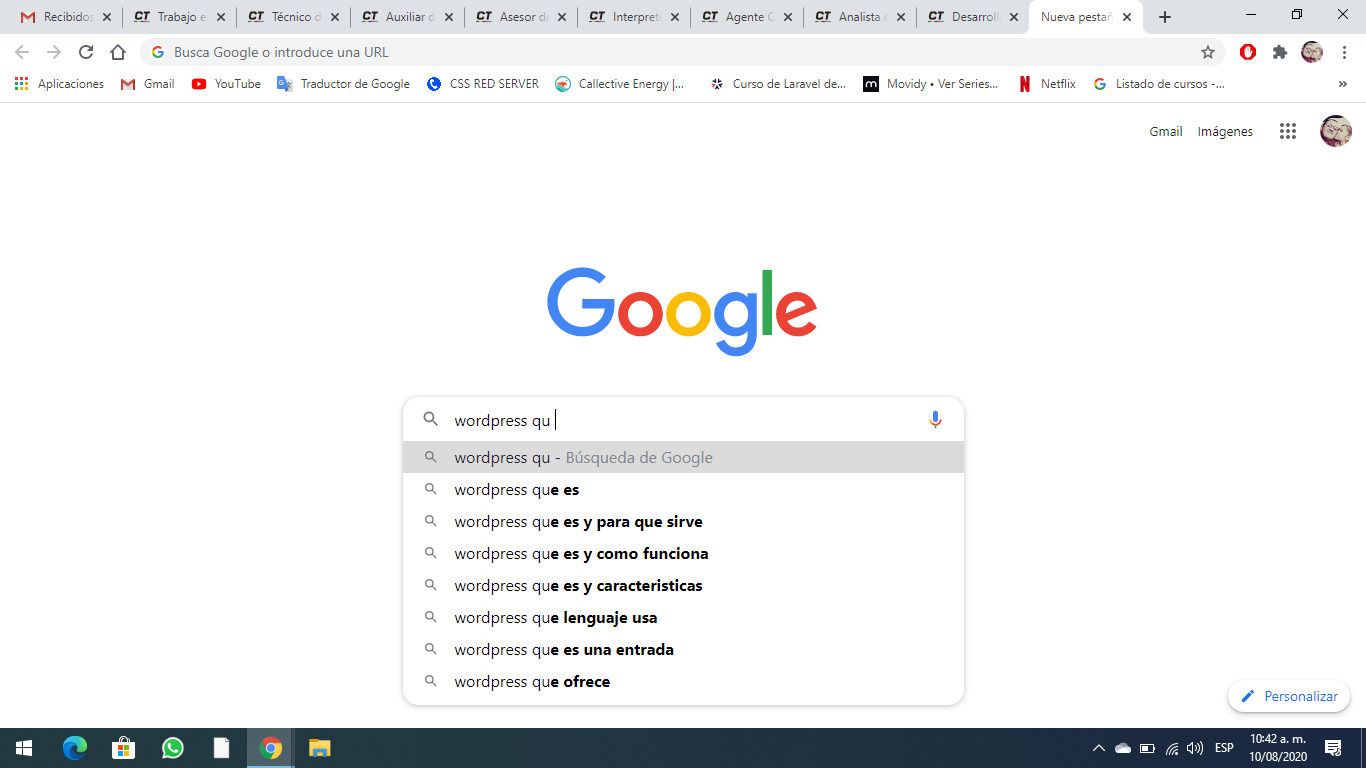 Recibidos
CT Trabajo e
CT Técnico d
CT Auxiliar d
CT Asesor de
CT Interprete
CT Agente C
CT Analista d
CT Desarroll
Nueva pestañ
Busca Google o introduce una URL
Aplicaciones
Gmail
YouTube
Traductor de Google
CSS RED SERVER
Callective Energy |...
Curso de Laravel de...
m Movidy • Ver Series...
N Netflix
G Listado de cursos -...
»
Gmail Imágenes
Google
wordpress qu
wordpress qu - Búsqueda de Google
wordpress que es
wordpress que es y para que sirve
wordpress que es y como funciona
wordpress que es y caracteristicas
wordpress que lenguaje usa
wordpress que es una entrada
wordpress que ofrece
Personalizar
ESP
10:42 a. m.
10/08/2020